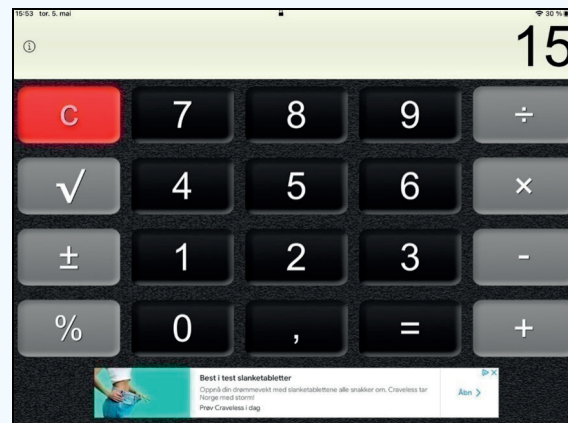 15:53 tor. 5. mai 30 %
15
C 7 8 9 ÷
√ 4 5 6 ×
± 1 2 3 -
% 0 , = +
Best i test slanketabletter
Oppnå din drømmevekt med slanketablettene alle snakker om. Craveless tar
Norge med storm!
Prøv Craveless i dag
Åbn